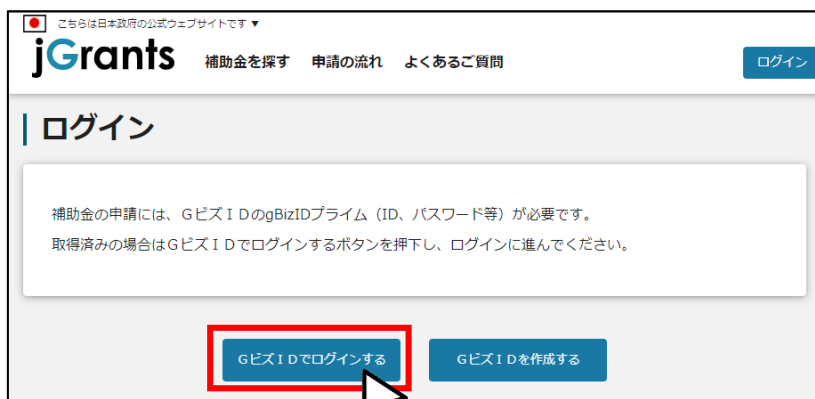 こちらは日本政府の公式ウェブサイトです ▼
jGrants 補助金を探す 申請の流れ よくあるご質問 ログイン
ログイン
補助金の申請には、GビズIDのgBizIDプライム（ID、パスワード等）が必要です。
取得済みの場合はGビズIDでログインするボタンを押下し、ログインに進んでください。
GビズIDでログインする GビズIDを作成する